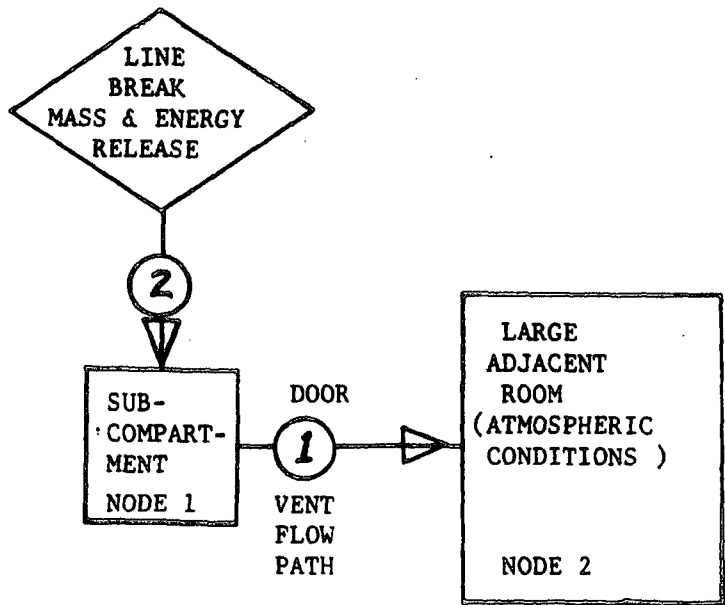 LINE
BREAK
MASS & ENERGY
RELEASE
2
SUB-
COMPART-
MENT
NODE 1
DOOR
1
VENT
FLOW
PATH
LARGE
ADJACENT
ROOM
(ATMOSPHERIC
CONDITIONS )
NODE 2